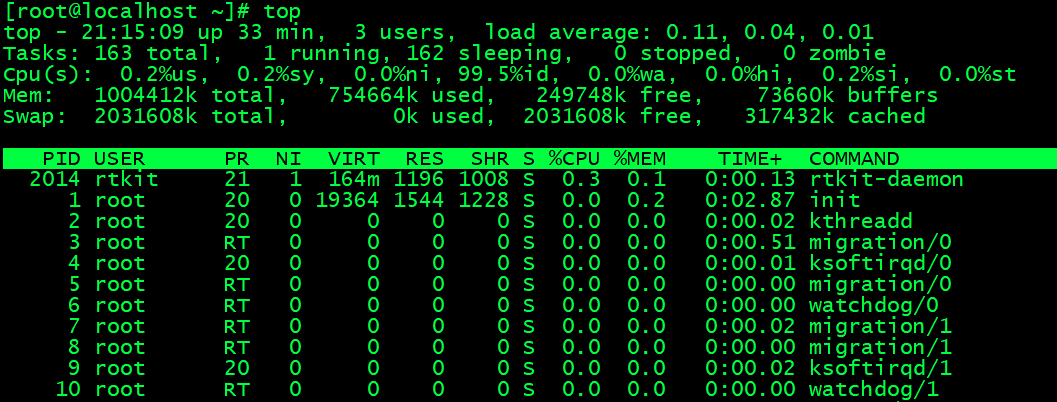 [root@localhost ~]# top
top - 21:15:09 up 33 min,  3 users,  load average: 0.11, 0.04, 0.01
Tasks: 163 total,   1 running, 162 sleeping,   0 stopped,   0 zombie
Cpu(s):  0.2%us,  0.2%sy,  0.0%ni, 99.5%id,  0.0%wa,  0.0%hi,  0.2%si,  0.0%st
Mem:   1004412k total,   754664k used,   249748k free,    73660k buffers
Swap:  2031608k total,        0k used,  2031608k free,   317432k cached
PID USER      PR  NI  VIRT  RES  SHR S %CPU %MEM    TIME+  COMMAND
2014 rtkit     21   1  164m 1196 1008 S  0.3  0.1   0:00.13 rtkit-daemon
1 root      20   0 19364 1544 1228 S  0.0  0.2   0:02.87 init
2 root      20   0     0    0    0 S  0.0  0.0   0:00.02 kthreadd
3 root      RT   0     0    0    0 S  0.0  0.0   0:00.51 migration/0
4 root      20   0     0    0    0 S  0.0  0.0   0:00.01 ksoftirqd/0
5 root      RT   0     0    0    0 S  0.0  0.0   0:00.00 migration/0
6 root      RT   0     0    0    0 S  0.0  0.0   0:00.00 watchdog/0
7 root      RT   0     0    0    0 S  0.0  0.0   0:00.02 migration/1
8 root      RT   0     0    0    0 S  0.0  0.0   0:00.00 migration/1
9 root      20   0     0    0    0 S  0.0  0.0   0:00.02 ksoftirqd/1
10 root      RT   0     0    0    0 S  0.0  0.0   0:00.00 watchdog/1